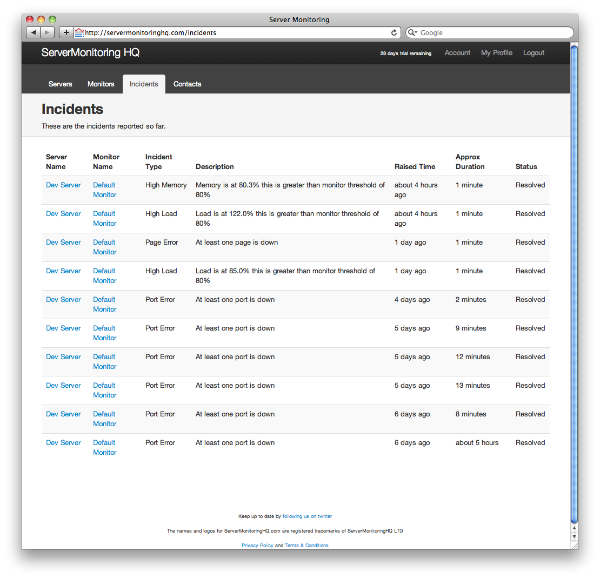 Server Monitoring
http://servermonitoringhq.com/incidents
Google
ServerMonitoring HQ
29 days trial remaining
Account
My Profile
Logout
Servers
Monitors
Incidents
Contacts
Incidents
These are the incidents reported so far.
Server Name
Monitor Name
Incident Type
Description
Raised Time
Approx Duration
Status
Dev Server Default High Memory Memory is at 80.3% this is greater than monitor threshold of about 4 hours 1 minute Resolved
Monitor 80% ago
Dev Server Default High Load Load is at 122.0% this is greater than monitor threshold of about 4 hours 1 minute Resolved
Monitor 80% ago
Dev Server Default Page Error At least one page is down 1 day ago 1 minute Resolved
Monitor
Dev Server Default High Load Load is at 85.0% this is greater than monitor threshold of 1 day ago 1 minute Resolved
Monitor 80%
Dev Server Default Port Error At least one port is down 4 days ago 2 minutes Resolved
Monitor
Dev Server Default Port Error At least one port is down 5 days ago 9 minutes Resolved
Monitor
Dev Server Default Port Error At least one port is down 5 days ago 12 minutes Resolved
Monitor
Dev Server Default Port Error At least one port is down 5 days ago 13 minutes Resolved
Monitor
Dev Server Default Port Error At least one port is down 6 days ago 8 minutes Resolved
Monitor
Dev Server Default Port Error At least one port is down 6 days ago about 5 hours Resolved
Monitor
Keep up to date by following us on twitter
The names and logos for ServerMonitoringHQ.com are registered trademarks of ServerMonitoringHQ LTD
Privacy Policy and Terms & Conditions